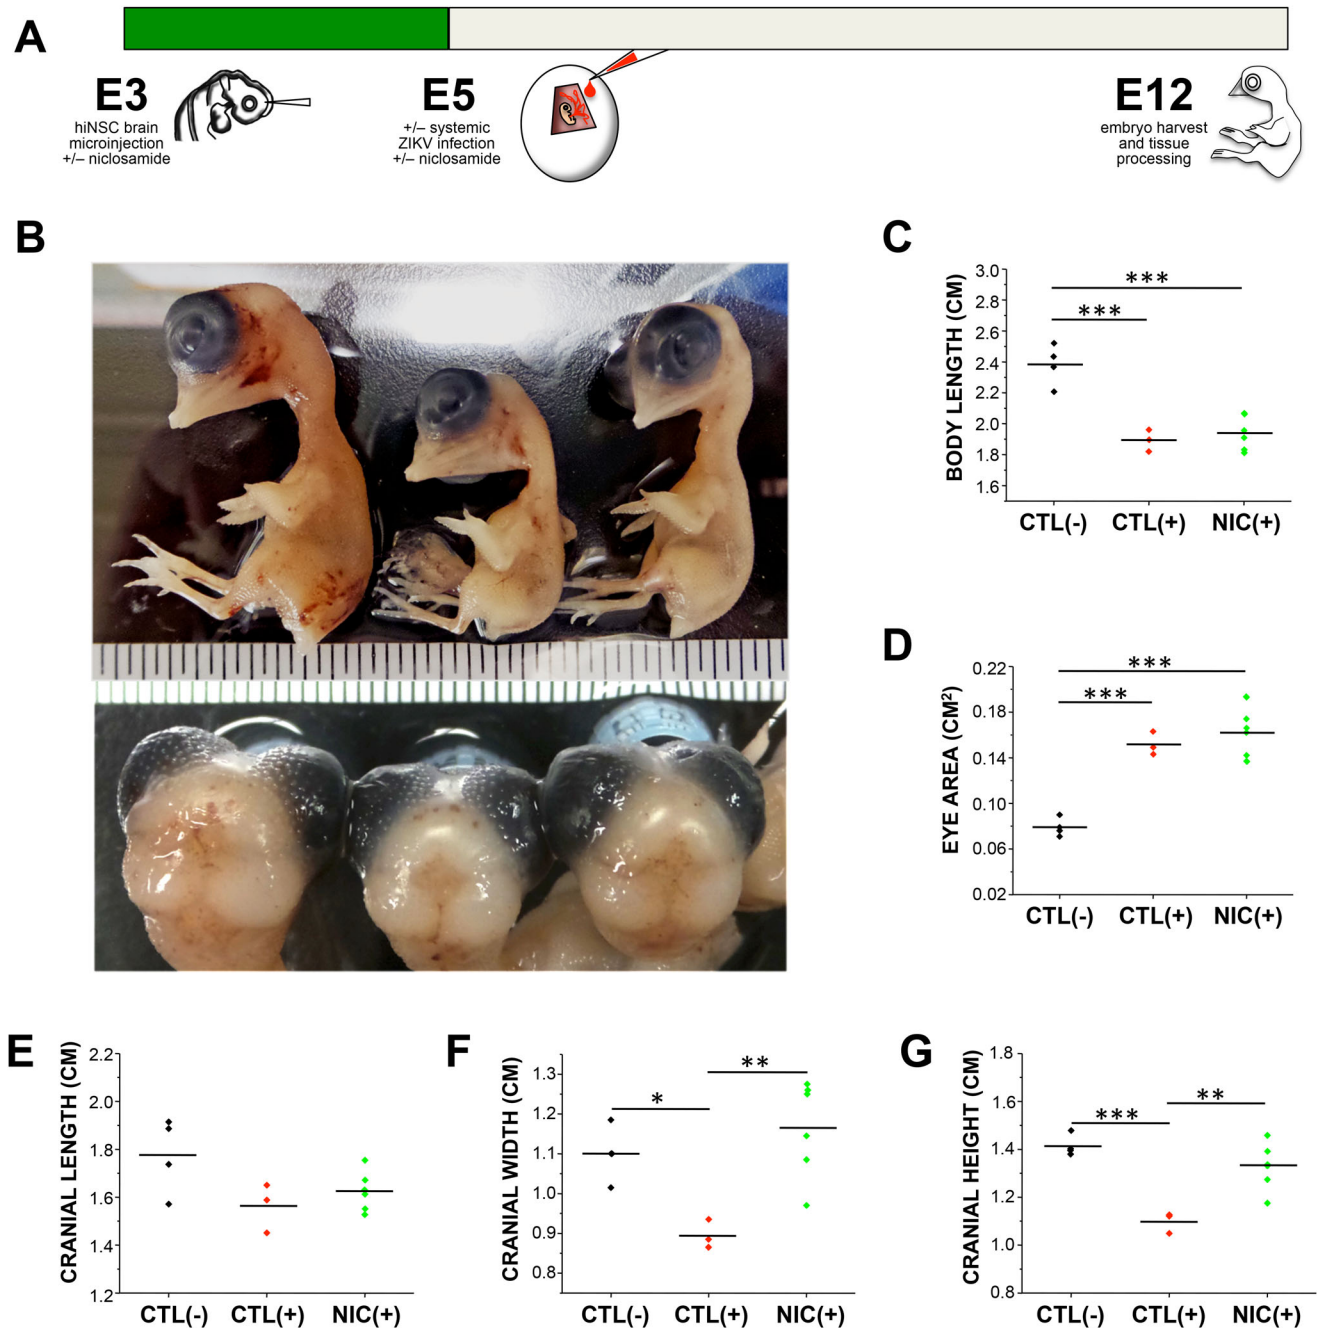 A
E3
hiNSC brain
microinjection
+/– niclosamide
E5
+/– systemic
ZIKV infection
+/– niclosamide
E12
embryo harvest
and tissue
processing
B
C
BODY LENGTH (CM)
3.0
2.8
2.6
2.4
2.2
2.0
1.8
1.6
***
***
CTL(-) CTL(+) NIC(+)
D
EYE AREA (CM²)
0.22
0.18
0.14
0.10
0.06
0.02
***
***
CTL(-) CTL(+) NIC(+)
E
CRANIAL LENGTH (CM)
2.2
2.0
1.8
1.6
1.4
1.2
CTL(-) CTL(+) NIC(+)
F
CRANIAL WIDTH (CM)
1.3
1.2
1.1
1.0
0.9
0.8
*
**
CTL(-) CTL(+) NIC(+)
G
CRANIAL HEIGHT (CM)
1.8
1.6
1.4
1.2
1.0
0.8
***
**
CTL(-) CTL(+) NIC(+)